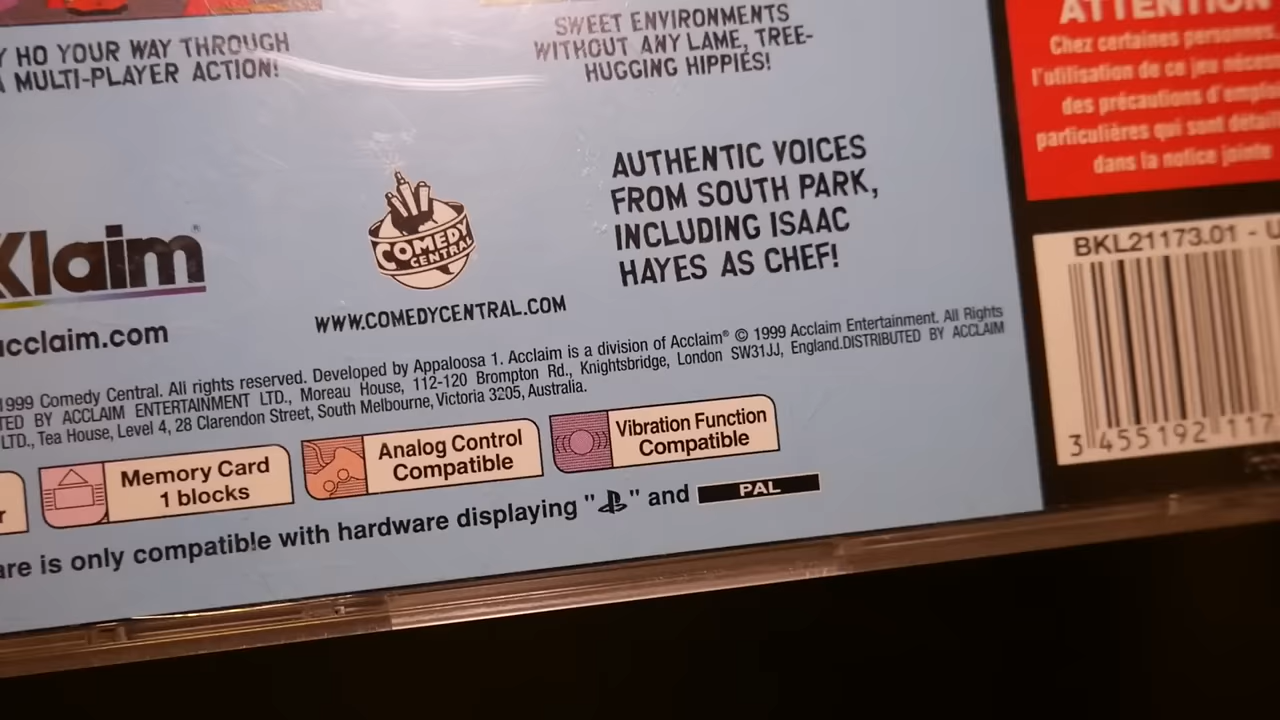 HO YOUR WAY THROUGH
MULTI-PLAYER ACTION!
SWEET ENVIRONMENTS
WITHOUT ANY LAME, TREE-
HUGGING HIPPIES!
ATTENTION
Chez certaines personnes,
l'utilisation de ce jeu
des précautions d'emploi
particulières qui sont
dans la notice jointe
AUTHENTIC VOICES
FROM SOUTH PARK,
INCLUDING ISAAC
HAYES AS CHEF!
Klaim
COMEDY
CENTRAL
WWW.COMEDYCENTRAL.COM
cclaim.com
BKL21173.01 - U
3 455192 117
1999 Comedy Central. All rights reserved. Developed by Appaloosa 1. Acclaim is a division of Acclaim® © 1999 Acclaim Entertainment. All Rights
TED BY ACCLAIM ENTERTAINMENT LTD., Moreau House, 112-120 Brompton Rd., Knightsbridge, London SW31JJ, England.DISTRIBUTED BY ACCLAIM
LTD., Tea House, Level 4, 28 Clarendon Street, South Melbourne, Victoria 3205, Australia.
Memory Card
1 blocks
Analog Control
Compatible
Vibration Function
Compatible
are is only compatible with hardware displaying " " and PAL